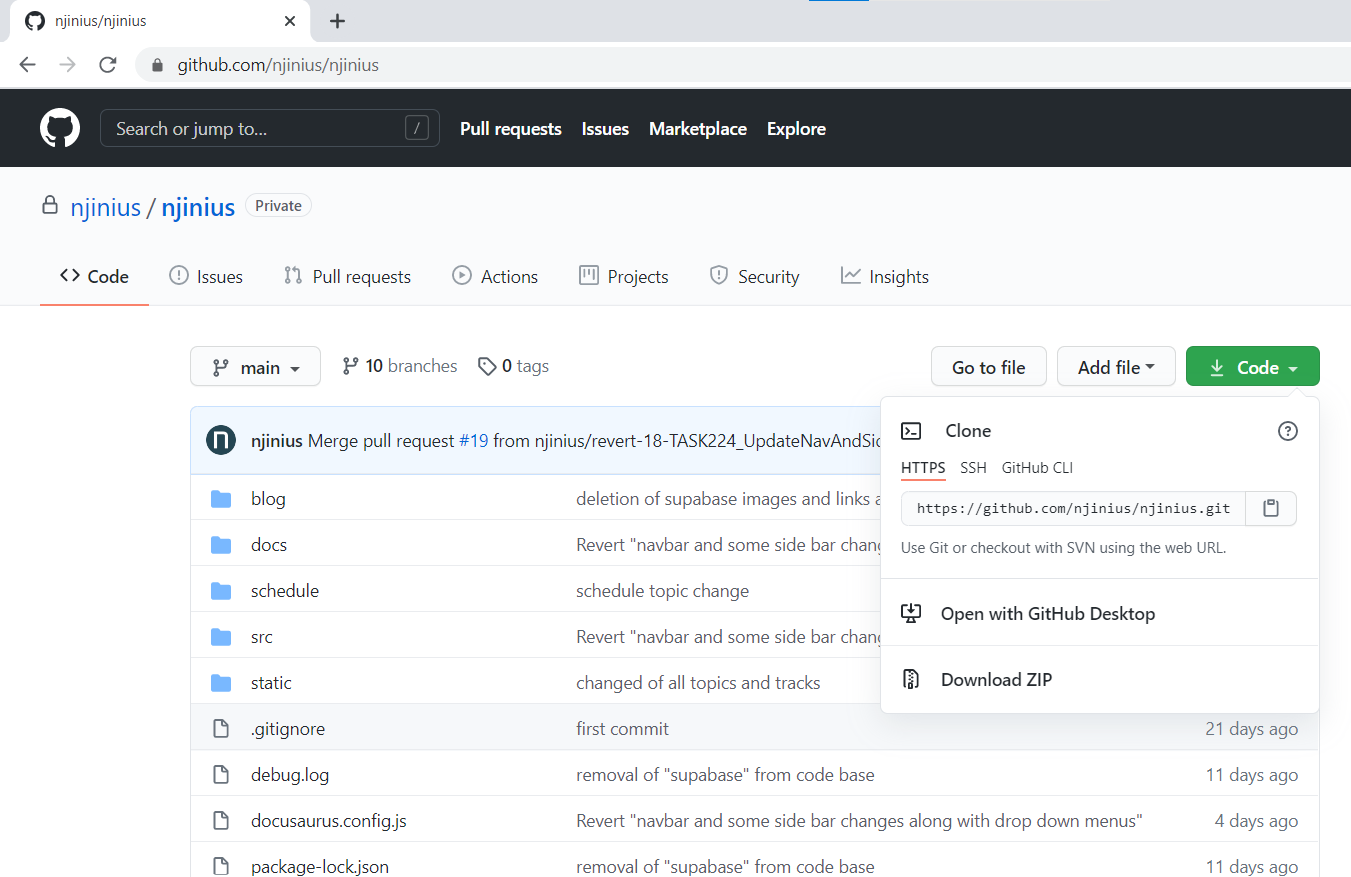 njinius/njinius
github.com/njinius/njinius
Search or jump to... /
Pull requests Issues Marketplace Explore
njinius / njinius Private
Code Issues Pull requests Actions Projects Security Insights
main 10 branches 0 tags Go to file Add file Code
njinius Merge pull request #19 from njinius/revert-18-TASK224_UpdateNavAndSid
Clone
HTTPS SSH GitHub CLI
https://github.com/njinius/njinius.git
Use Git or checkout with SVN using the web URL.
Open with GitHub Desktop
Download ZIP
blog deletion of supabase images and links a
docs Revert "navbar and some side bar chang
schedule schedule topic change
src Revert "navbar and some side bar chang
static changed of all topics and tracks
.gitignore first commit 21 days ago
debug.log removal of "supabase" from code base 11 days ago
docusaurus.config.js Revert "navbar and some side bar changes along with drop down menus" 4 days ago
package-lock.json removal of "supabase" from code base 11 days ago